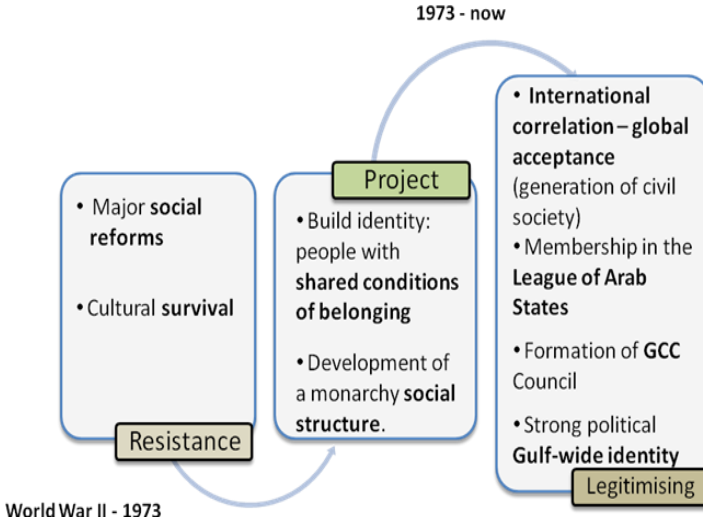 1973 - now
• Major social
reforms
• Cultural survival
Resistance
World War II - 1973
Project
• Build identity:
people with
shared conditions
of belonging
• Development of
a monarchy social
structure.
• International
correlation – global
acceptance
(generation of civil
society)
• Membership in the
League of Arab
States
• Formation of GCC
Council
• Strong political
Gulf-wide identity
Legitimising